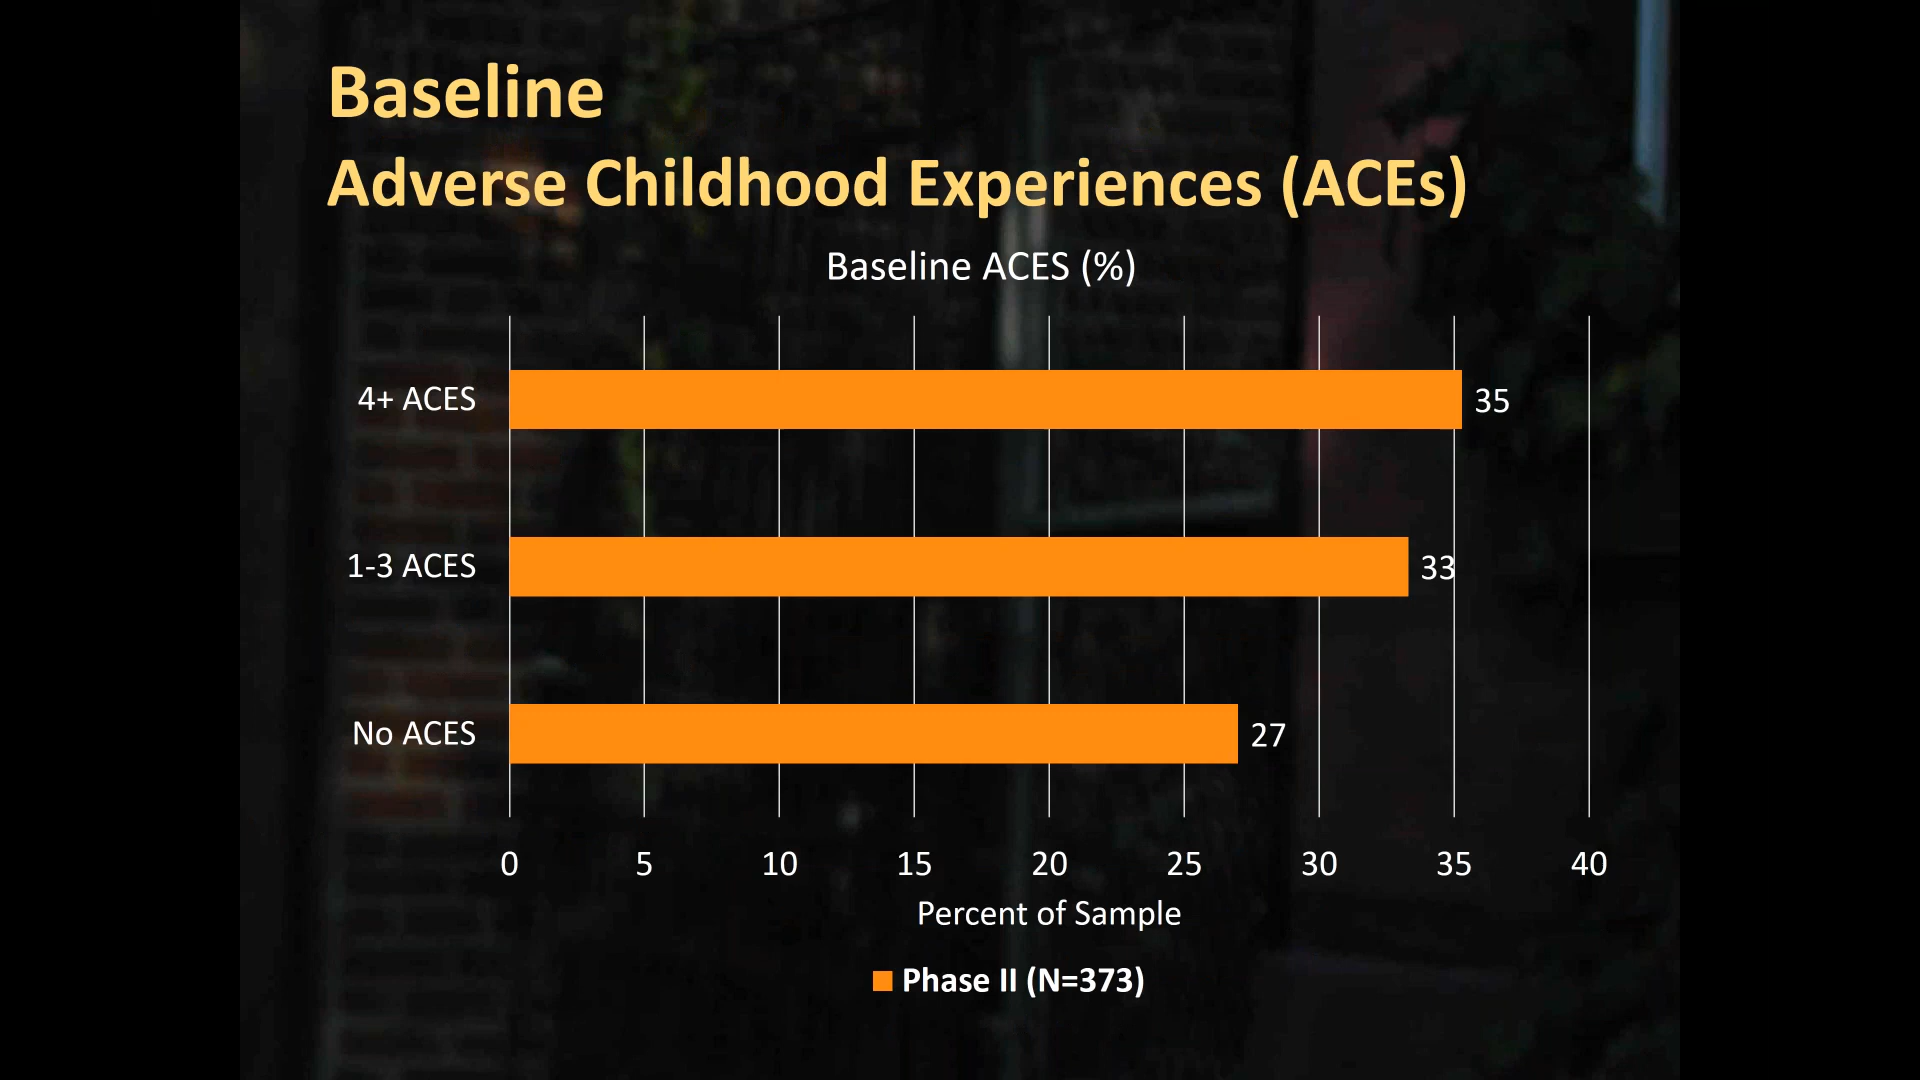 Baseline
Adverse Childhood Experiences (ACEs)
Baseline ACES (%)
4+ ACES
35
1-3 ACES
33
No ACES
27
0 5 10 15 20 25 30 35 40
Percent of Sample
Phase II (N=373)